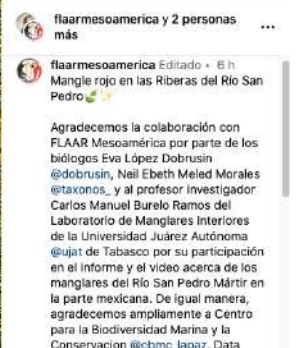 flaarmesoamerica y 2 personas
más
flaarmesoamerica Editado • 6 h
Mangle rojo en las Riberas del Río San
Pedro🍃✨
Agradecemos la colaboración con
FLAAR Mesoamérica por parte de los
biólogos Eva López Dobrusin
@dobrusin, Neil Ebeth Meled Morales
@taxonos_ y al profesor investigador
Carlos Manuel Burelo Ramos del
Laboratorio de Manglares Interiores
de la Universidad Juárez Autónoma
@ujat de Tabasco por su participación
en el informe y el video acerca de los
manglares del Río San Pedro Mártir en
la parte mexicana. De igual manera,
agradecemos ampliamente a Centro
para la Biodiversidad Marina y la
Conservacion @cbmc_lapaz, Data